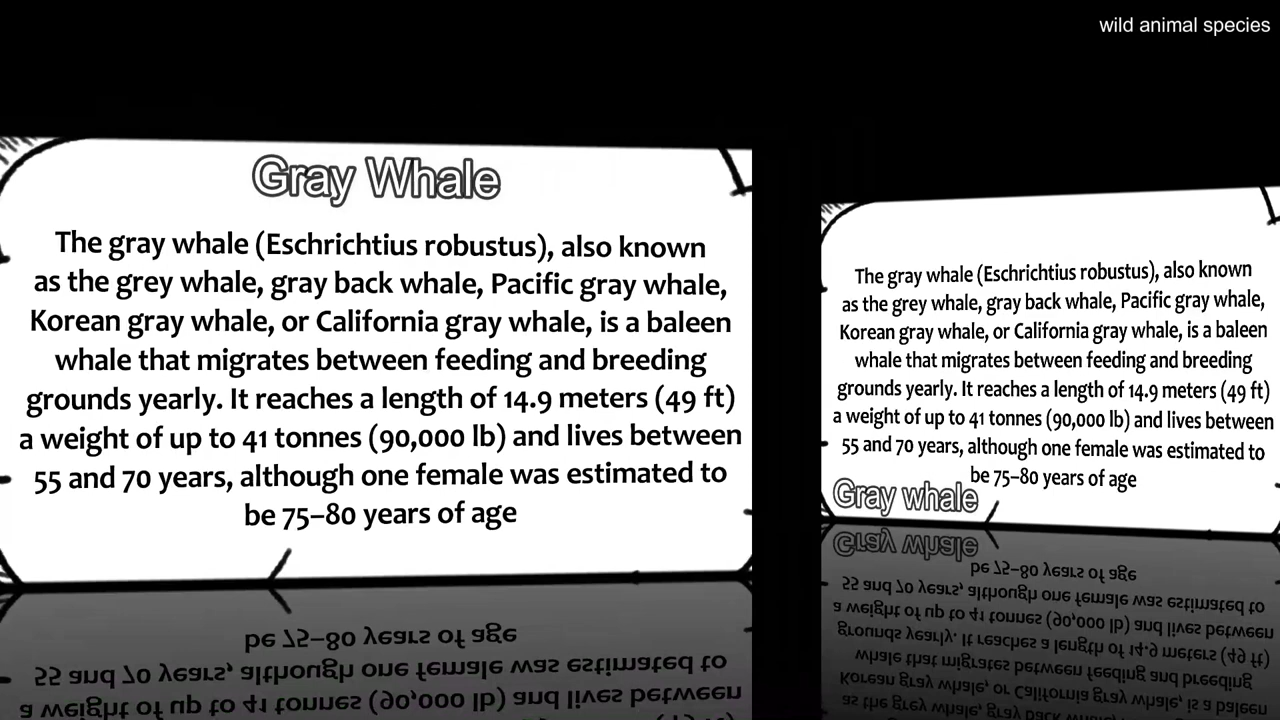 wild animal species
Gray Whale
The gray whale (Eschrichtius robustus), also known
as the grey whale, gray back whale, Pacific gray whale,
Korean gray whale, or California gray whale, is a baleen
whale that migrates between feeding and breeding
grounds yearly. It reaches a length of 14.9 meters (49 ft)
a weight of up to 41 tonnes (90,000 lb) and lives between
55 and 70 years, although one female was estimated to
be 75–80 years of age
The gray whale (Eschrichtius robustus), also known
as the grey whale, gray back whale, Pacific gray whale,
Korean gray whale, or California gray whale, is a baleen
whale that migrates between feeding and breeding
grounds yearly. It reaches a length of 14.9 meters (49 ft)
a weight of up to 41 tonnes (90,000 lb) and lives between
55 and 70 years, although one female was estimated to
be 75–80 years of age
Gray whale